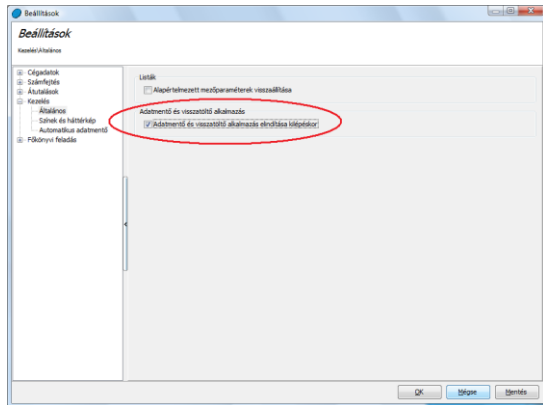 Beállítások
Beállítások
Kezelés\Általános
Cégadatok
Számfejtés
Átutalások
Kezelés
Általános
Színek és háttérkép
Automatikus adatmentő
Főkönyvi feladás
Listák
Alapértelmezett mezőparaméterek visszaállítása
Adatmentő és visszatöltő alkalmazás
Adatmentő és visszatöltő alkalmazás elindítása kilépéskor
OK
Mégse
Mentés